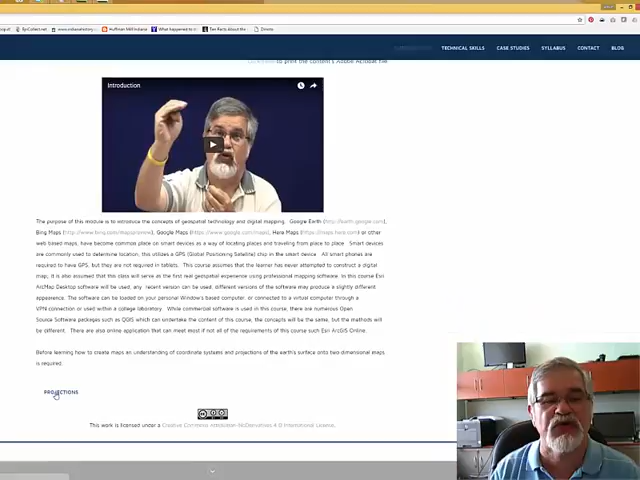 EpiCollect.net
Huffman Mill Indiana
What happened to
Ten Facts About the
Drinks
TECHNICAL SKILLS CASE STUDIES SYLLABUS CONTACT BLOG
to print the content's Adobe Acrobat file
Introduction
The purpose of this module is to introduce the concepts of geospatial technology and digital mapping. Google Earth (http://earth.google.com),
Bing Maps (http://www.bing.com/mapspreview), Google Maps (https://www.google.com/maps), Here Maps (https://maps.here.com) or other
web based maps, have become common place on smart devices as a way of locating places and traveling from place to place. Smart devices
are commonly used to determine location, this utilizes a GPS (Global Positioning Satellite) chip in the smart device. All smart phones are
required to have GPS, but they are not required in tablets. This course assumes that the learner has never attempted to construct a digital
map, it is also assumed that this class will serve as the first real geospatial experience using professional mapping software. In this course Esri
ArcMap Desktop software will be used, any recent version can be used, different versions of the software may produce a slightly different
appearance. The software can be loaded on your personal Windows based computer, or connected to a virtual computer through a
VPN connection or used within a college laboratory. While commercial software is used in this course, there are numerous Open
Source Software packages such as QGIS which can undertake the content of this course, the concepts will be the same, but the methods will
be different. There are also online application that can meet most if not all of the requirements of this course such Esri ArcGIS Online.
Before learning how to create maps an understanding of coordinate systems and projections of the earth's surface onto two-dimensional maps
is required.
PROJECTIONS
This work is licensed under a Creative Commons Attribution-NoDerivatives 4.0 International License.